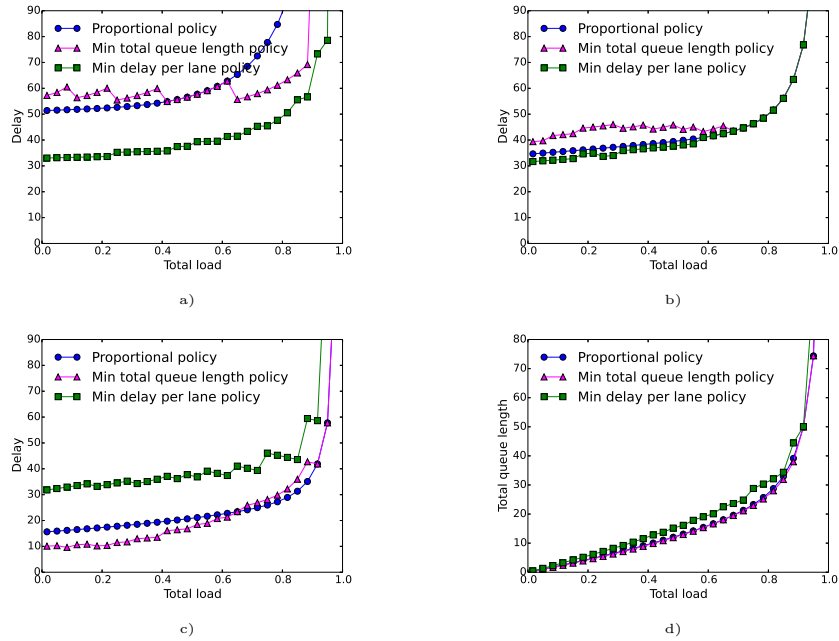 90
80
70
60
50
40
30
20
10
0
Delay
Proportional policy
Min total queue length policy
Min delay per lane policy
0.0 0.2 0.4 0.6 0.8 1.0
Total load
a)
90
80
70
60
50
40
30
20
10
0
Delay
Proportional policy
Min total queue length policy
Min delay per lane policy
0.0 0.2 0.4 0.6 0.8 1.0
Total load
b)
90
80
70
60
50
40
30
20
10
0
Delay
Proportional policy
Min total queue length policy
Min delay per lane policy
0.0 0.2 0.4 0.6 0.8 1.0
Total load
c)
80
70
60
50
40
30
20
10
0
Total queue length
Proportional policy
Min total queue length policy
Min delay per lane policy
0.0 0.2 0.4 0.6 0.8 1.0
Total load
d)